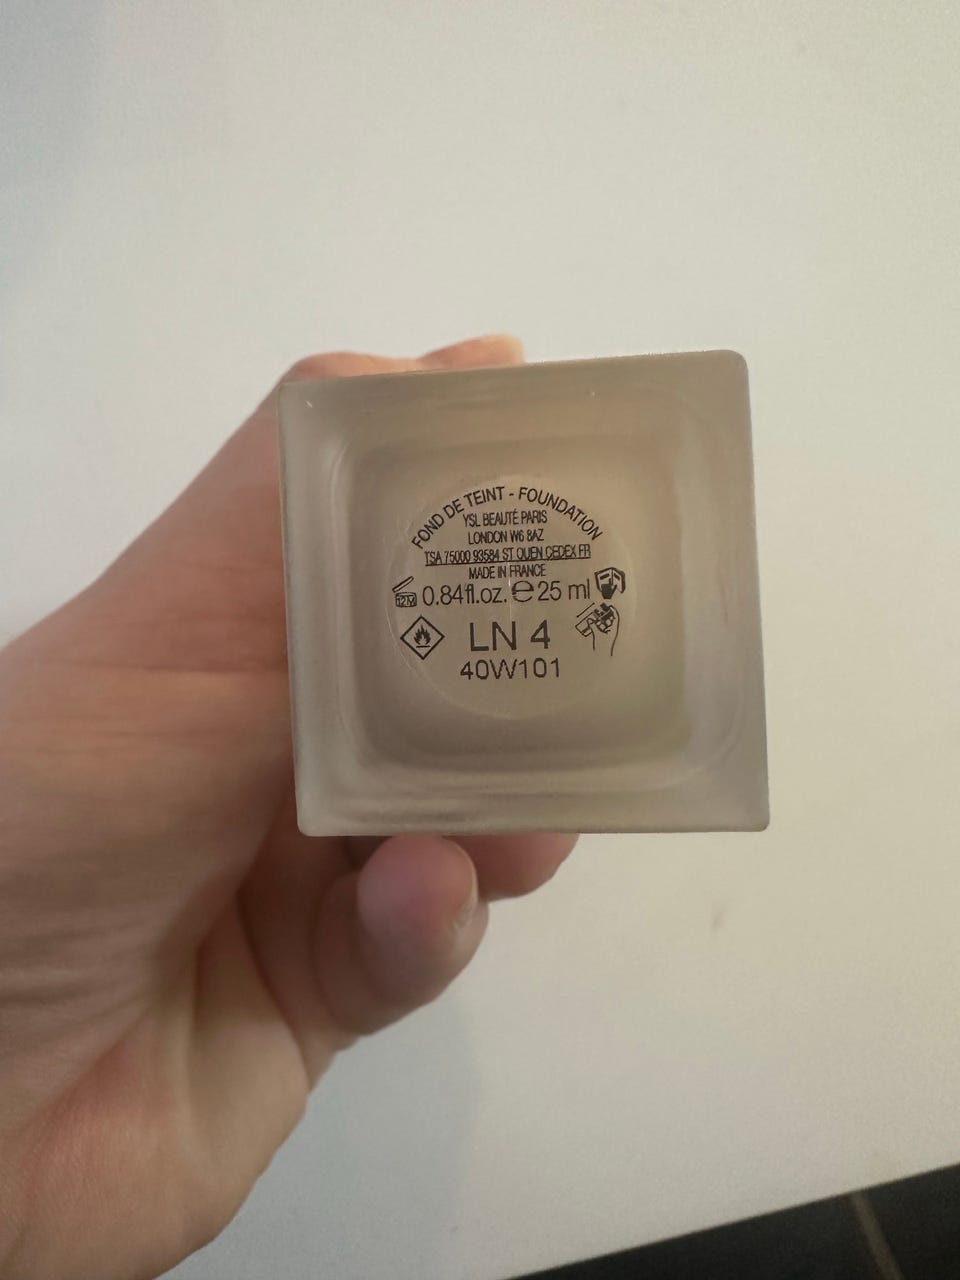 FOND DE TEINT - FOUNDATION
YSL BEAUTÉ PARIS
LONDON W6 8AZ
TSA 75000 93584 ST OUEN CEDEX FR
MADE IN FRANCE
12M 0.84fl.oz. e 25 ml
LN 4
40W101